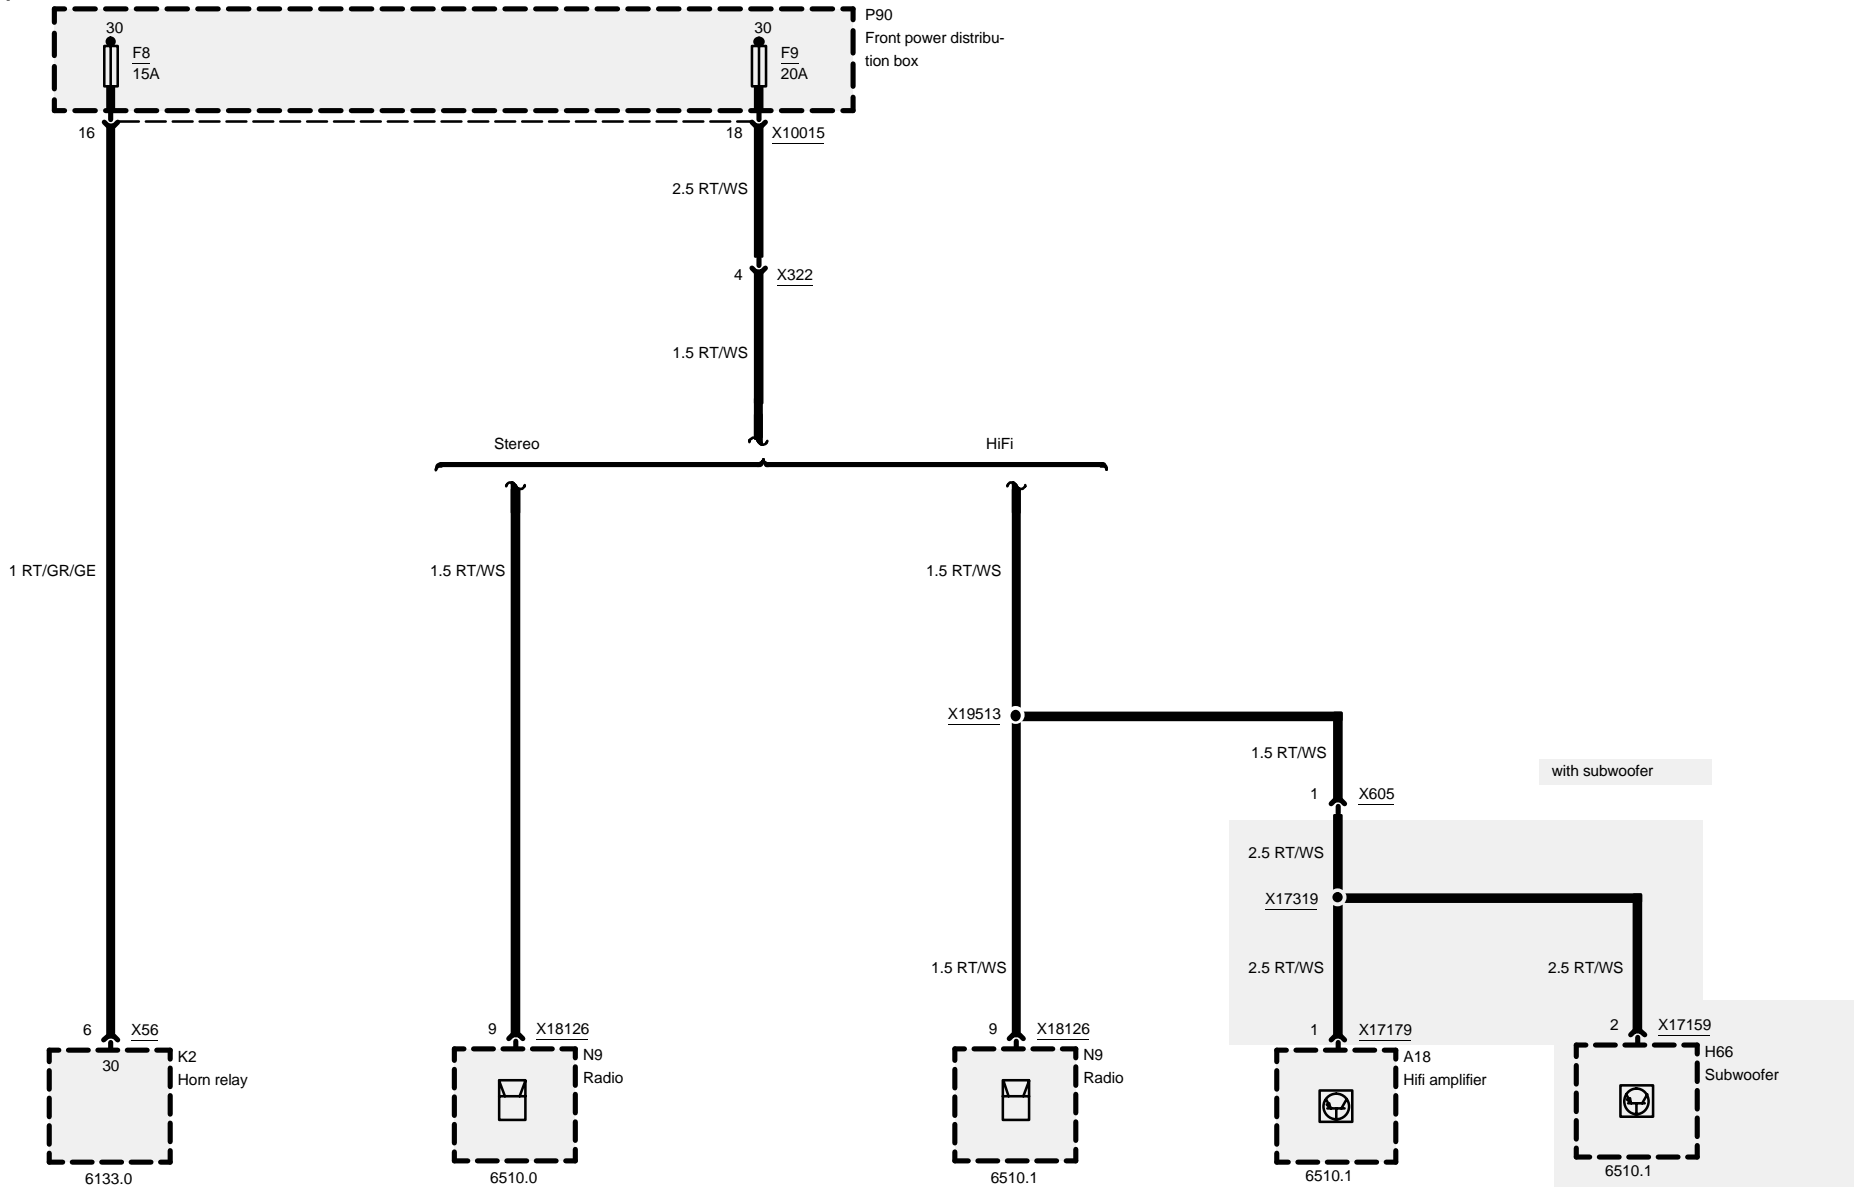 P90
30
30
Front power distribu-
tion box
F8
F9
15A
20A
16
18
X10015
2.5 RT/WS
4
X322
1.5 RT/WS
Stereo
HiFi
1 RT/GR/GE
1.5 RT/WS
1.5 RT/WS
X19513
1.5 RT/WS
with subwoofer
1
X605
2.5 RT/WS
X17319
1.5 RT/WS
2.5 RT/WS
2.5 RT/WS
6
X56
9
X18126
9
X18126
1
X17179
2
X17159
30
K2
Horn relay
N9
Radio
N9
Radio
A18
Hifi amplifier
H66
Subwoofer
6133.0
6510.0
6510.1
6510.1
6510.1